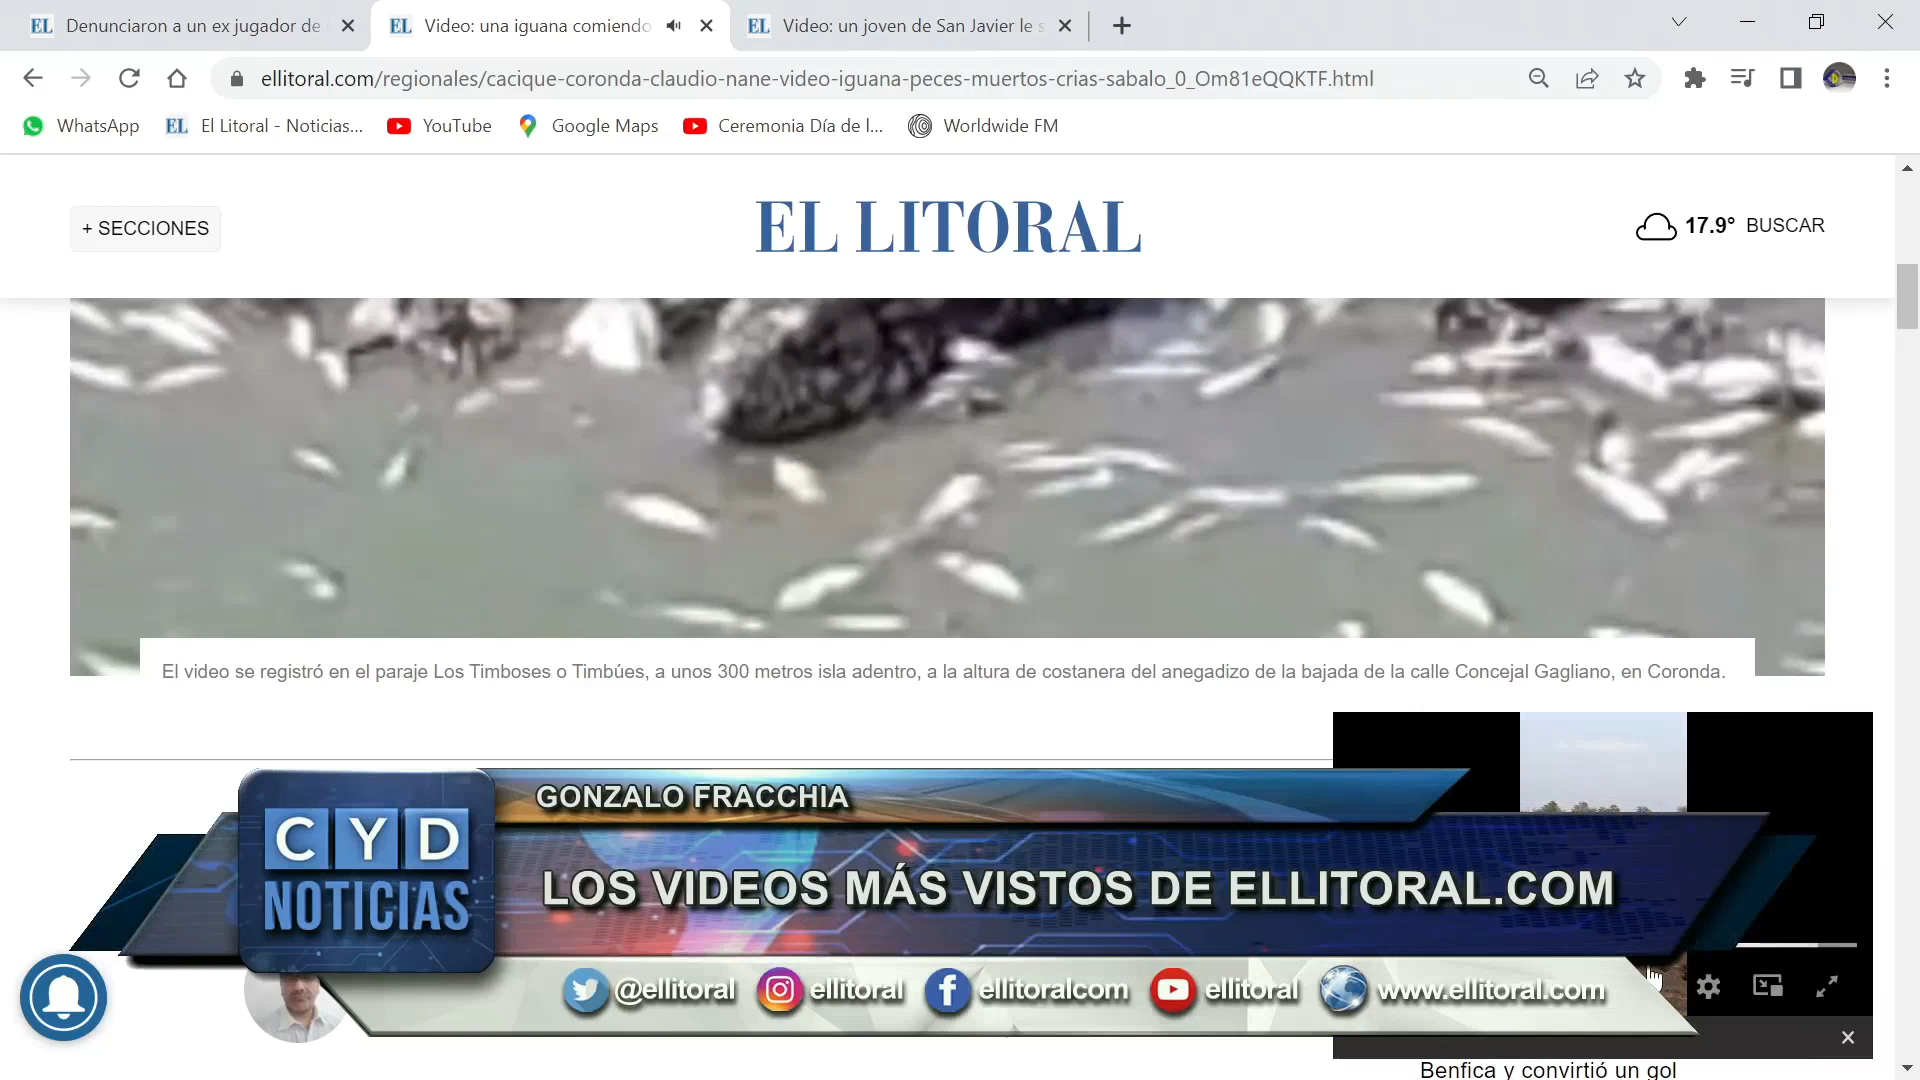 EL Denunciaron a un ex jugador de
EL Video: una iguana comiendo
EL Video: un joven de San Javier le s
ellitoral.com/regionales/cacique-coronda-claudio-nane-video-iguana-peces-muertos-crias-sabalo_0_Om81eQQKTF.html
WhatsApp
EL El Litoral - Noticias...
YouTube
Google Maps
Ceremonia Día de l...
Worldwide FM
+ SECCIONES
EL LITORAL
17.9° BUSCAR
El video se registró en el paraje Los Timboses o Timbúes, a unos 300 metros isla adentro, a la altura de costanera del anegadizo de la bajada de la calle Concejal Gagliano, en Coronda.
GONZALO FRACCHIA
CYD
NOTICIAS
LOS VIDEOS MÁS VISTOS DE ELLITORAL.COM
@ellitoral ellitoral ellitoralcom ellitoral www.ellitoral.com
Benfica y convirtió un gol